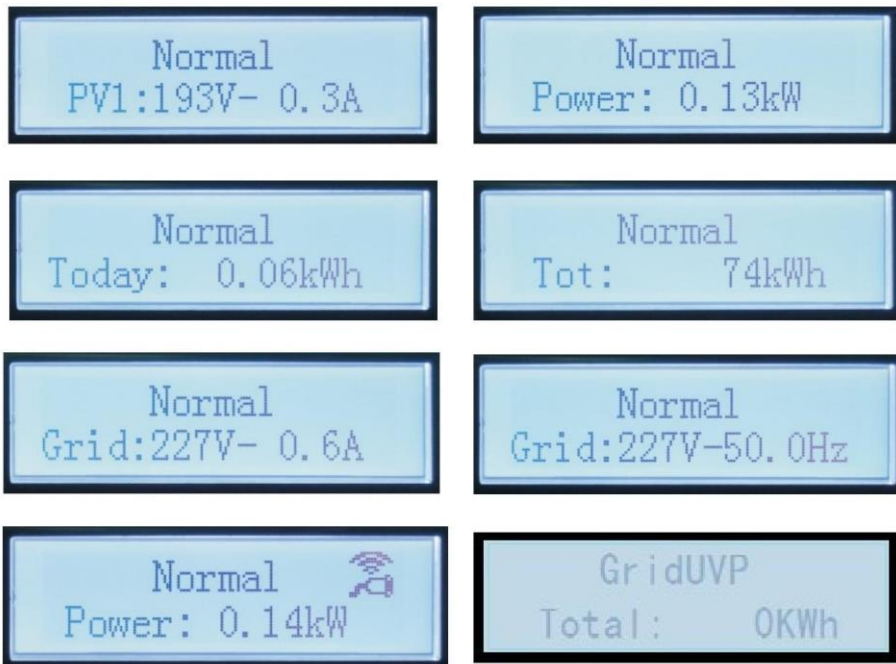 Normal
PV1:193V- 0.3A
Normal
Power: 0.13kW
Normal
Today: 0.06kWh
Normal
Tot: 74kWh
Normal
Grid:227V- 0.6A
Normal
Grid:227V-50.0Hz
Normal
Power: 0.14kW
GridUVP
Total: 0KWh